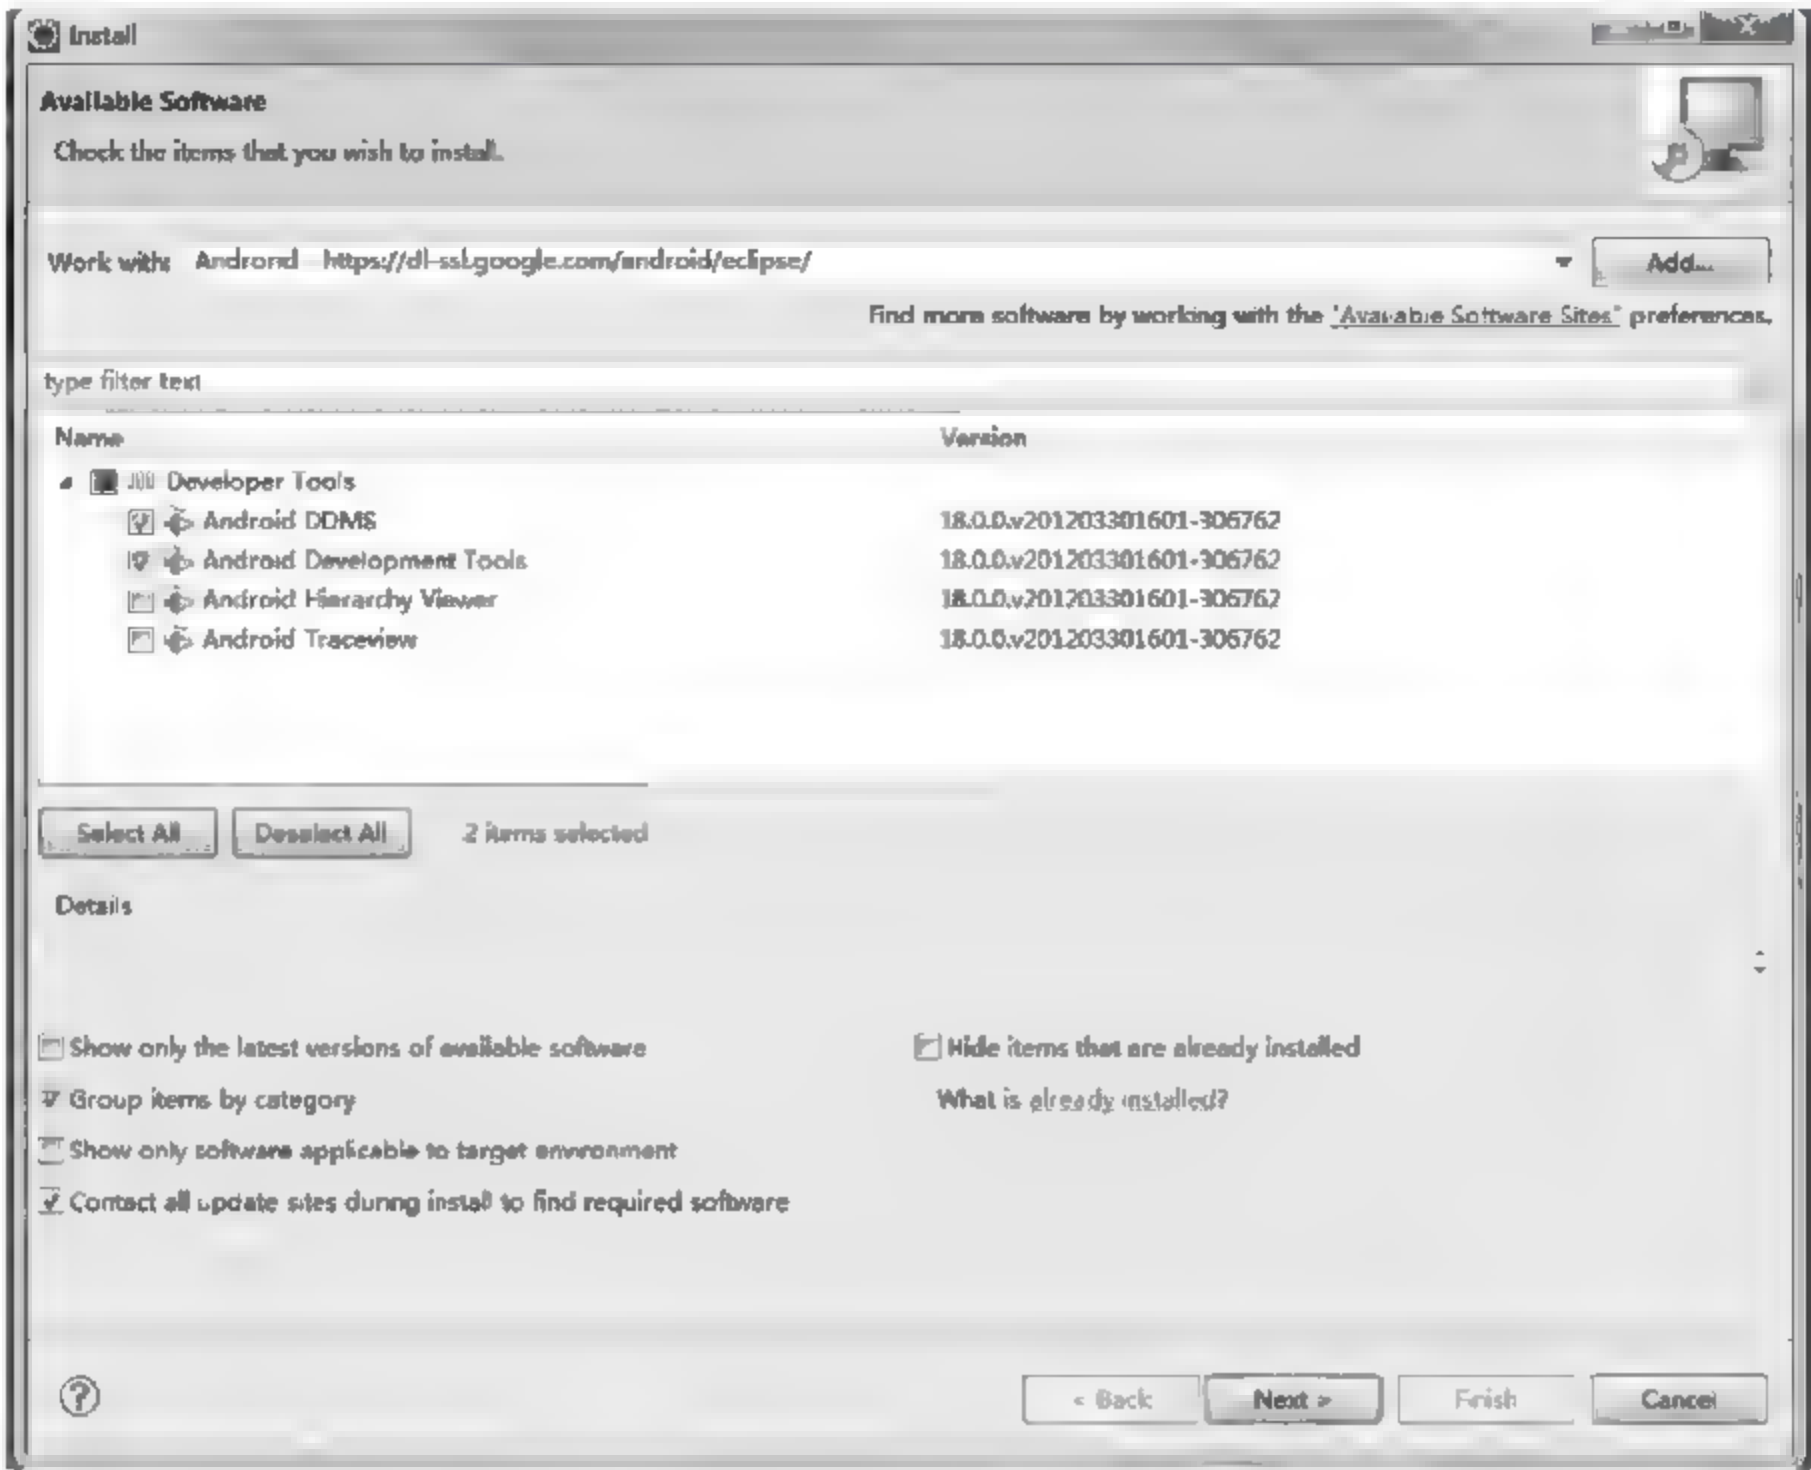 Install
Available Software
Check the items that you wish to install.
Work with: Android https://dl-ssl.google.com/android/eclipse/ Add...
Find more software by working with the "Available Software Sites" preferences.
type filter text
Name Version
Developer Tools
Android DDMS 18.0.0.v201203301601-306762
Android Development Tools 18.0.0.v201203301601-306762
Android Hierarchy Viewer 18.0.0.v201203301601-306762
Android Traceview 18.0.0.v201203301601-306762
Select All Deselect All 2 items selected
Details
Show only the latest versions of available software Hide items that are already installed
Group items by category What is already installed?
Show only software applicable to target environment
Contact all update sites during install to find required software
? < Back Next > Finish Cancel